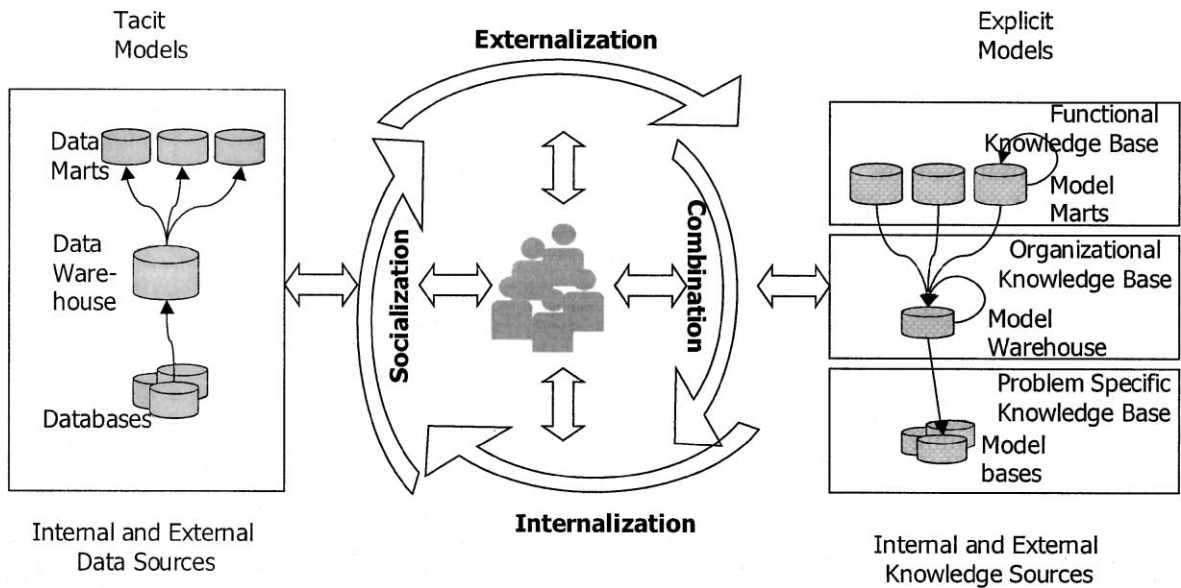 Tacit
Models
Data
Marts
Data
Ware-
house
Databases
Internal and External
Data Sources
Externalization
Socialization
Combination
Internalization
Explicit
Models
Functional
Knowledge Base
Model
Marts
Organizational
Knowledge Base
Model
Warehouse
Problem Specific
Knowledge Base
Model
bases
Internal and External
Knowledge Sources